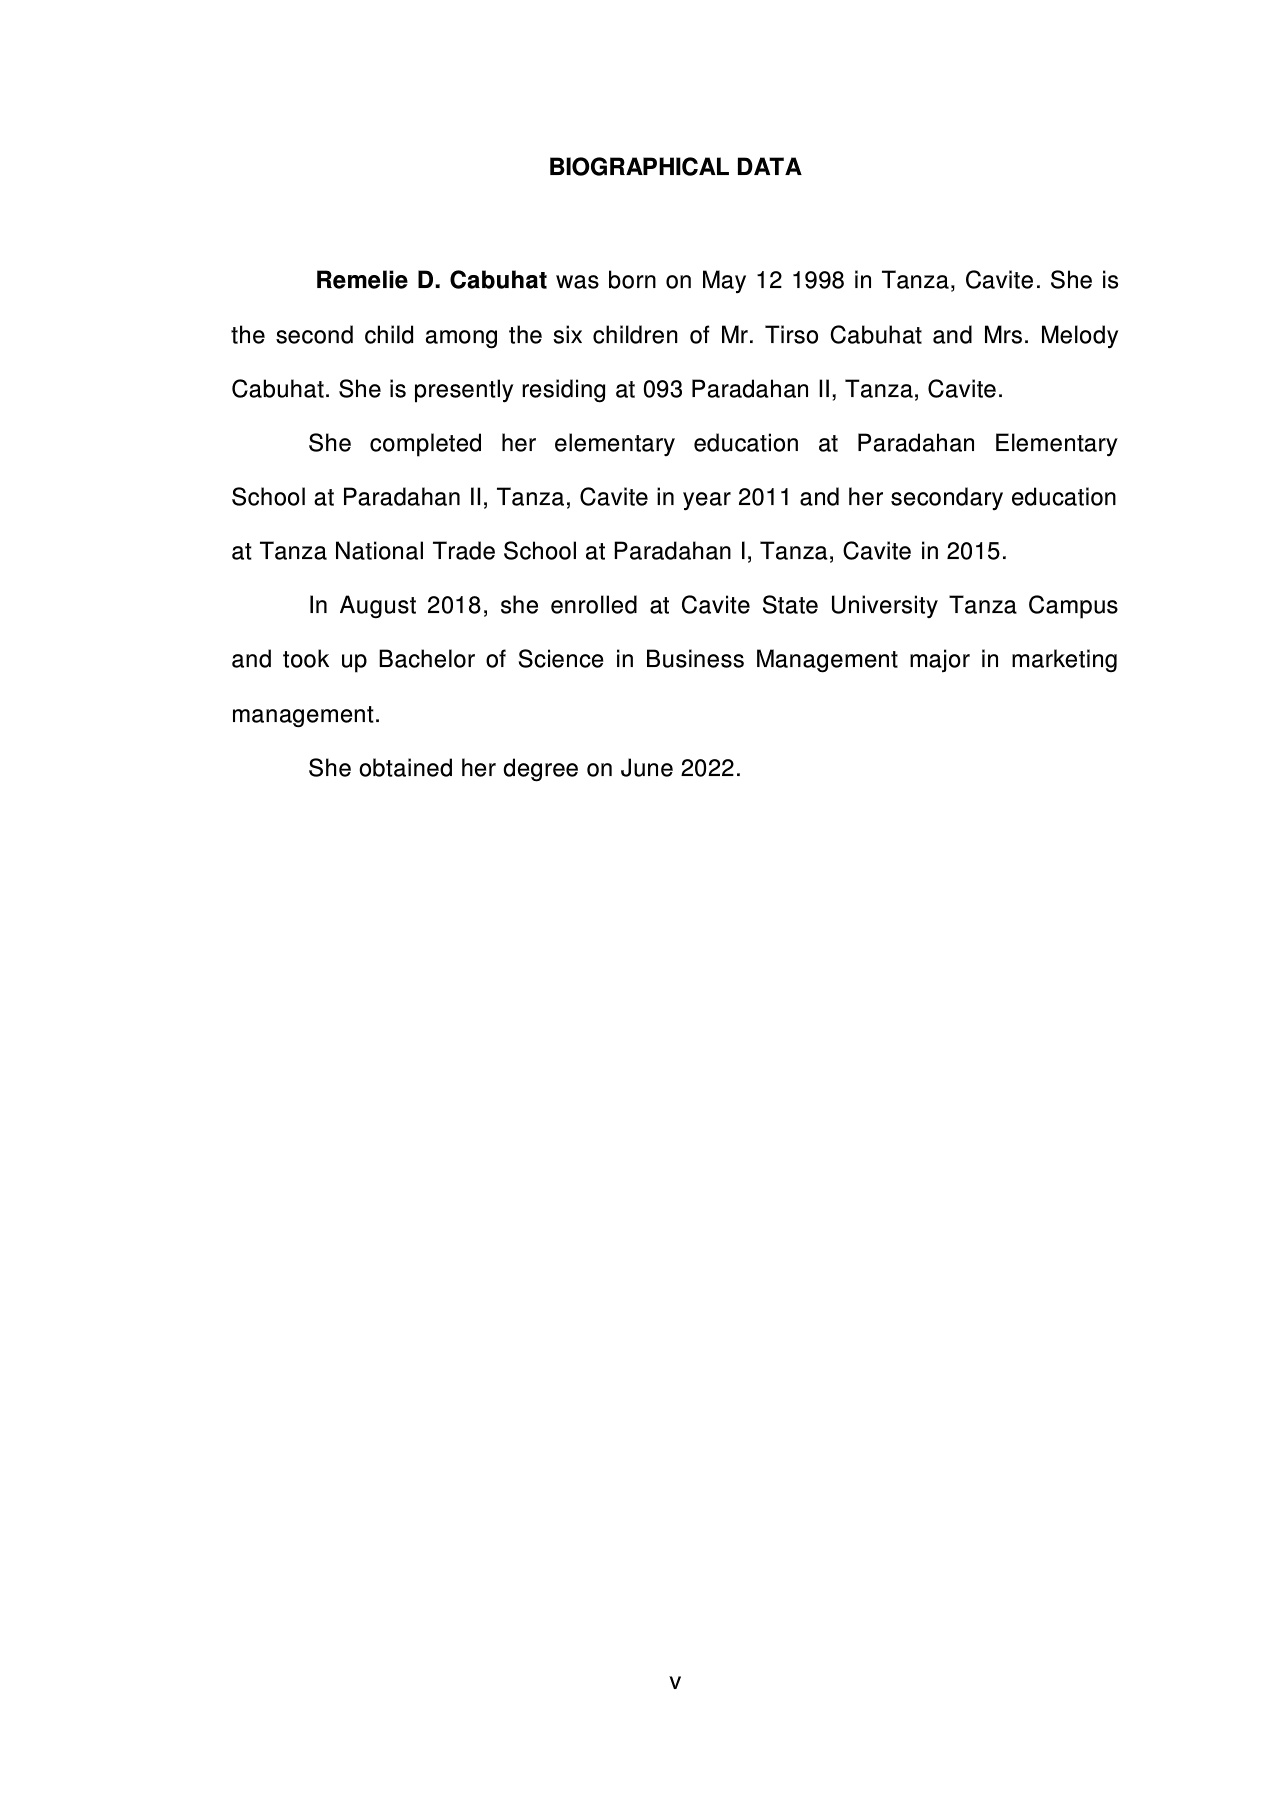 BIOGRAPHICAL DATA
Remelie D. Cabuhat was born on May 12 1998 in Tanza, Cavite. She is
the second child among the six children of Mr. Tirso Cabuhat and Mrs. Melody
Cabuhat. She is presently residing at 093 Paradahan II, Tanza, Cavite.
She completed her elementary education at Paradahan Elementary
School at Paradahan II, Tanza, Cavite in year 2011 and her secondary education
at Tanza National Trade School at Paradahan I, Tanza, Cavite in 2015.
In August 2018, she enrolled at Cavite State University Tanza Campus
and took up Bachelor of Science in Business Management major in marketing
management.
She obtained her degree on June 2022.
v